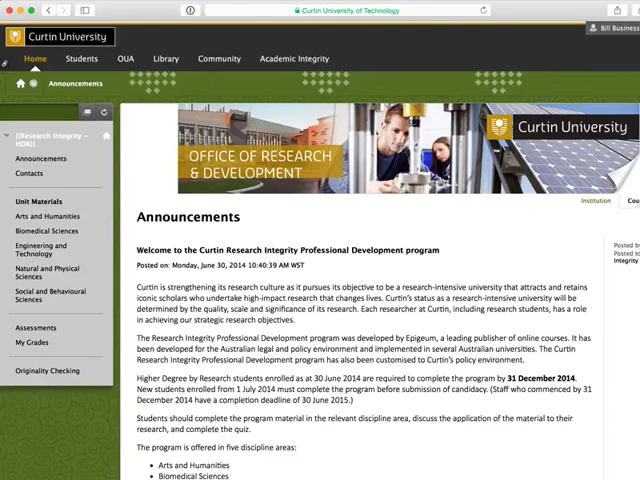 Curtin University of Technology
Curtin University
Bill Business
Home Students OUA Library Community Academic Integrity
Announcements
[(Research Integrity –
HDR)]
Announcements
Contacts
Unit Materials
Arts and Humanities
Biomedical Sciences
Engineering and
Technology
Natural and Physical
Sciences
Social and Behavioural
Sciences
Assessments
My Grades
Originality Checking
OFFICE OF RESEARCH
& DEVELOPMENT
Curtin University
Institution Cou
Announcements
Welcome to the Curtin Research Integrity Professional Development program
Posted on: Monday, June 30, 2014 10:40:39 AM WST
Posted by
Posted to
Integrity
Curtin is strengthening its research culture as it pursues its objective to be a research-intensive university that attracts and retains
iconic scholars who undertake high-impact research that changes lives. Curtin's status as a research-intensive university will be
determined by the quality, scale and significance of its research. Each researcher at Curtin, including research students, has a role
in achieving our strategic research objectives.
The Research Integrity Professional Development program was developed by Epigeum, a leading publisher of online courses. It has
been developed for the Australian legal and policy environment and implemented in several Australian universities. The Curtin
Research Integrity Professional Development program has also been customised to Curtin's policy environment.
Higher Degree by Research students enrolled as at 30 June 2014 are required to complete the program by 31 December 2014.
New students enrolled from 1 July 2014 must complete the program before submission of candidacy. (Staff who commenced by 31
December 2014 have a completion deadline of 30 June 2015.)
Students should complete the program material in the relevant discipline area, discuss the application of the material to their
research, and complete the quiz.
The program is offered in five discipline areas:
• Arts and Humanities
• Biomedical Sciences